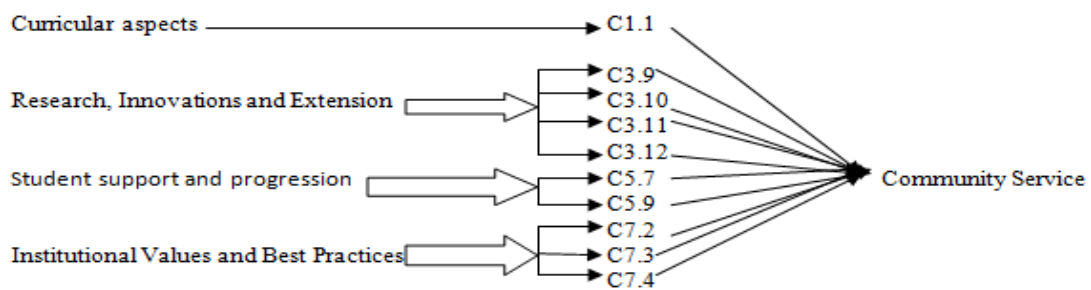 Curricular aspects
C1.1
C3.9
Research, Innovations and Extension
C3.10
C3.11
C3.12
Student support and progression
C5.7
Community Service
C5.9
C7.2
Institutional Values and Best Practices
C7.3
C7.4